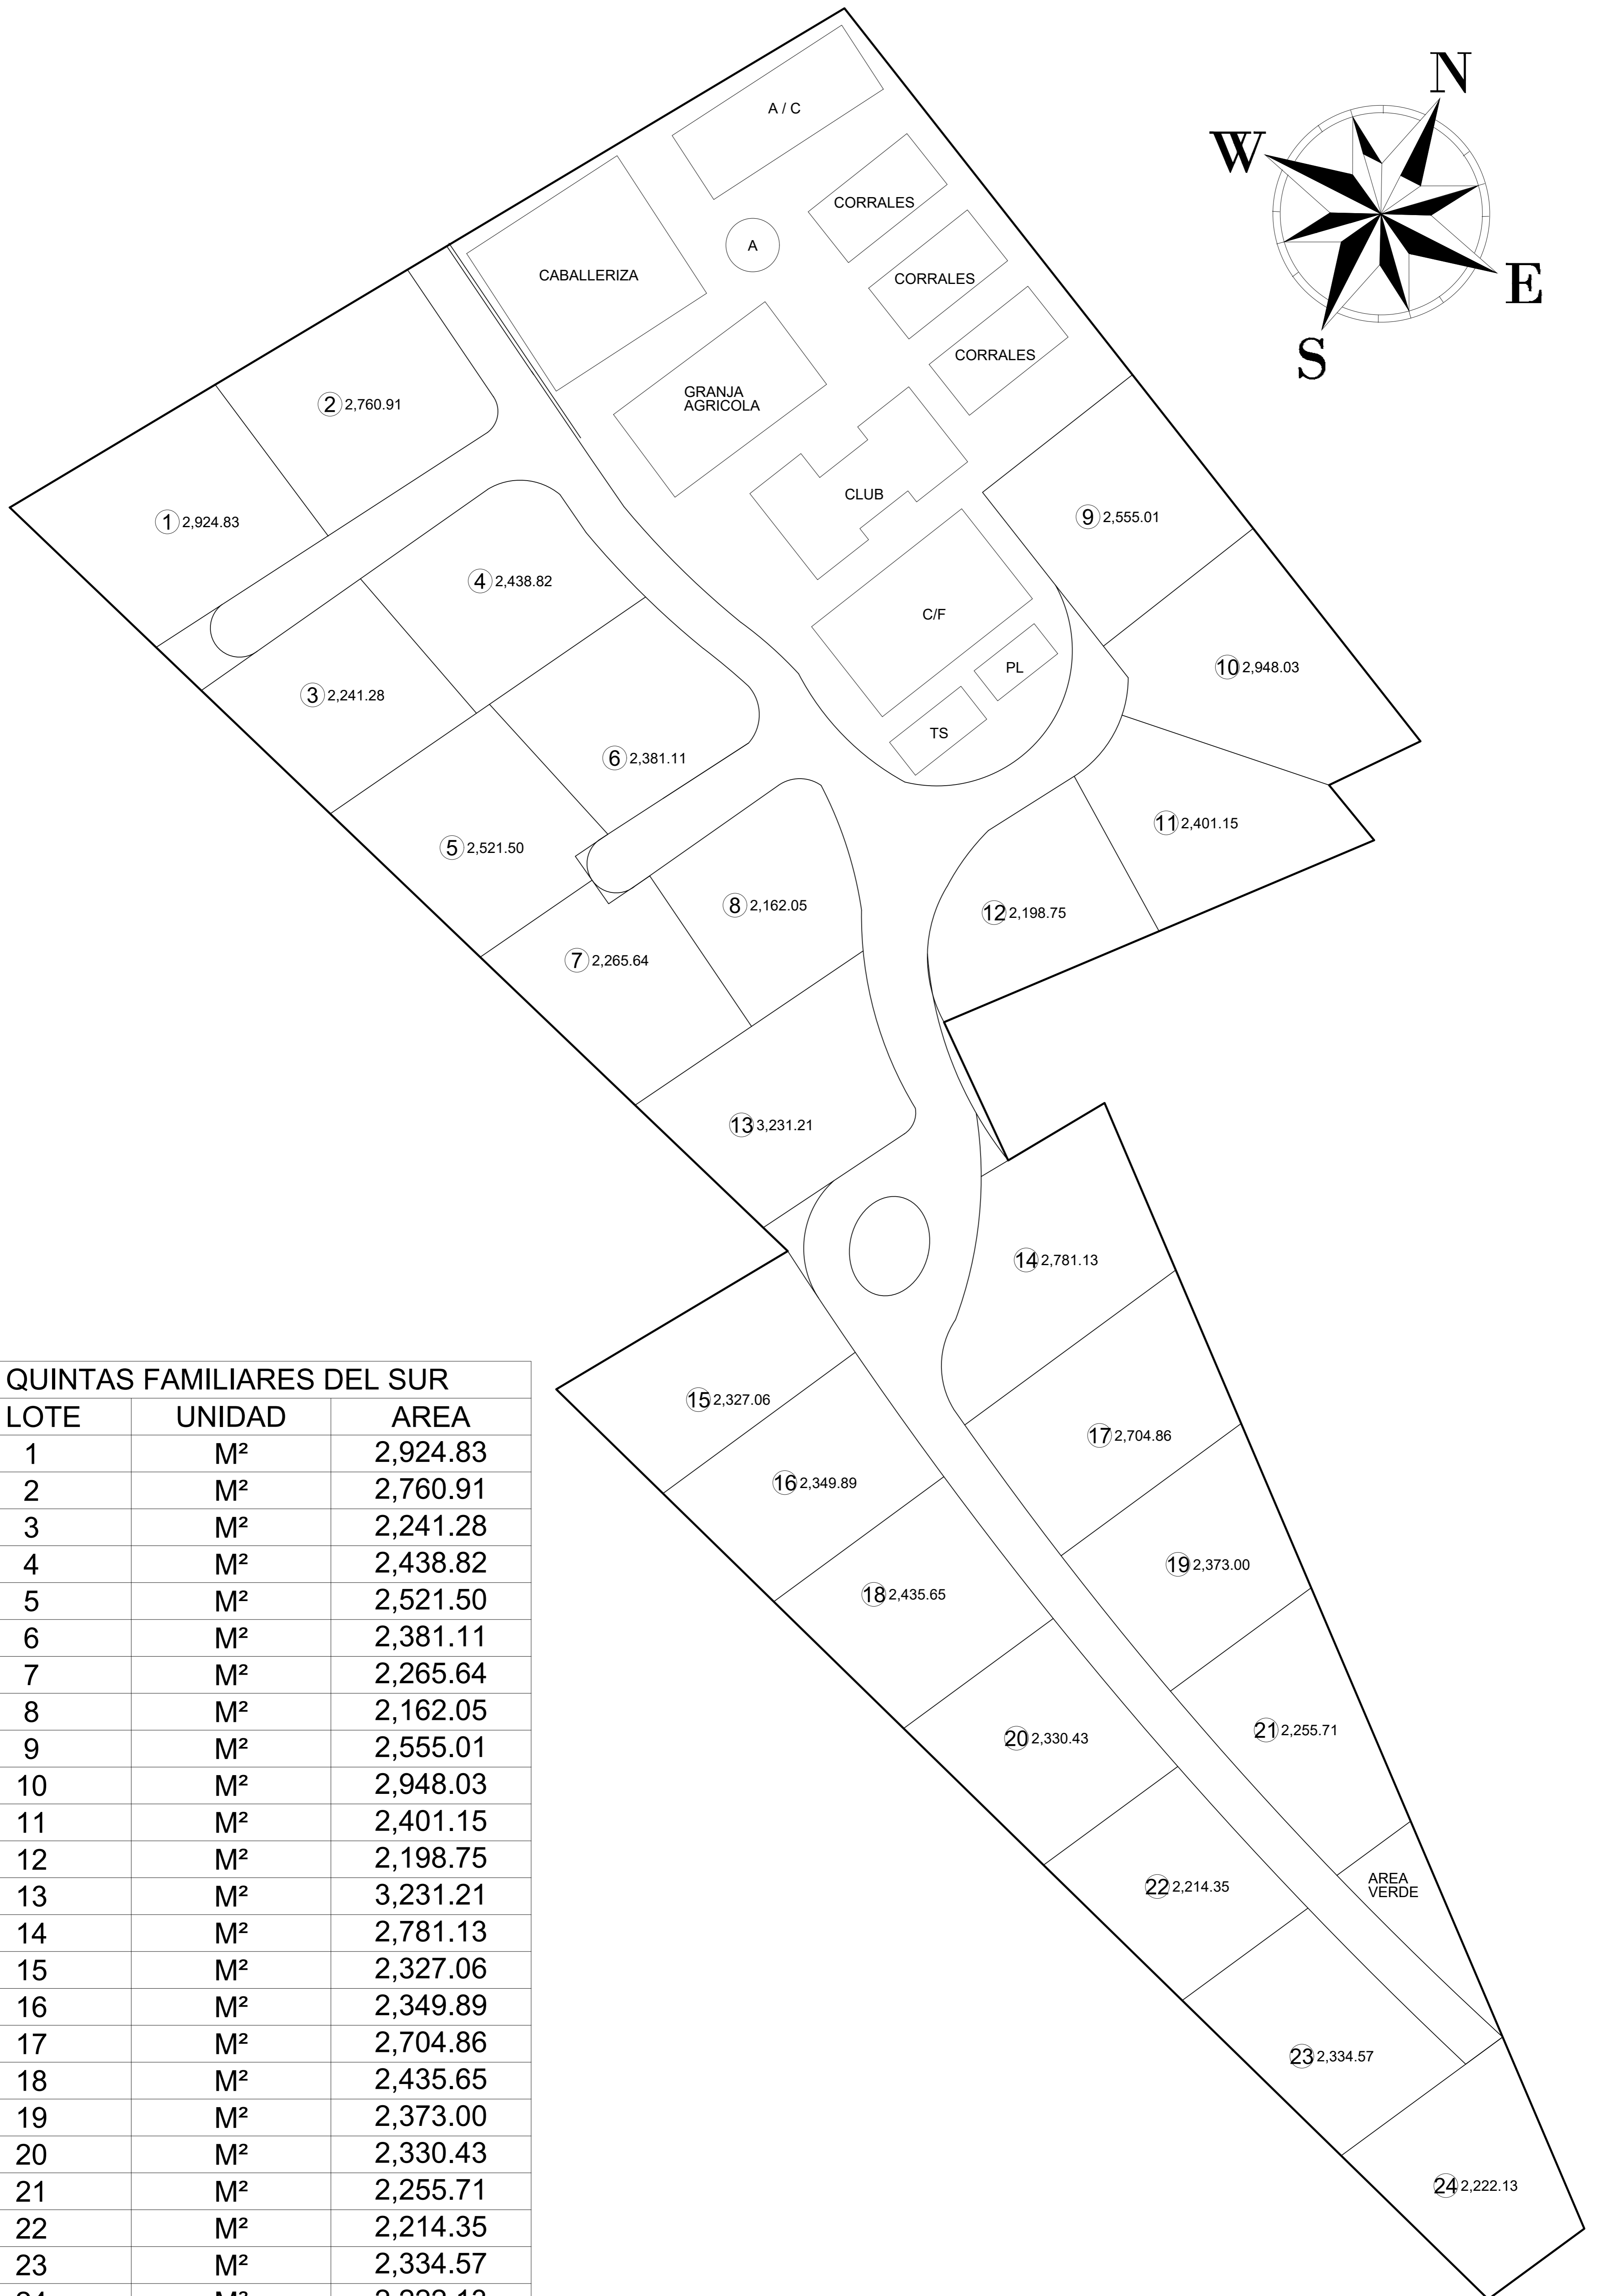 N
W
E
S
A / C
CORRALES
A
CABALLERIZA
CORRALES
CORRALES
GRANJA
AGRICOLA
2 2,760.91
CLUB
1 2,924.83
9 2,555.01
4 2,438.82
C/F
PL
10 2,948.03
3 2,241.28
TS
6 2,381.11
11 2,401.15
5 2,521.50
8 2,162.05
12 2,198.75
7 2,265.64
13 3,231.21
14 2,781.13
15 2,327.06
17 2,704.86
16 2,349.89
19 2,373.00
18 2,435.65
21 2,255.71
20 2,330.43
AREA
VERDE
22 2,214.35
23 2,334.57
24 2,222.13
QUINTAS FAMILIARES DEL SUR
LOTE UNIDAD AREA
1 M² 2,924.83
2 M² 2,760.91
3 M² 2,241.28
4 M² 2,438.82
5 M² 2,521.50
6 M² 2,381.11
7 M² 2,265.64
8 M² 2,162.05
9 M² 2,555.01
10 M² 2,948.03
11 M² 2,401.15
12 M² 2,198.75
13 M² 3,231.21
14 M² 2,781.13
15 M² 2,327.06
16 M² 2,349.89
17 M² 2,704.86
18 M² 2,435.65
19 M² 2,373.00
20 M² 2,330.43
21 M² 2,255.71
22 M² 2,214.35
23 M² 2,334.57
24 M² 2,222.13